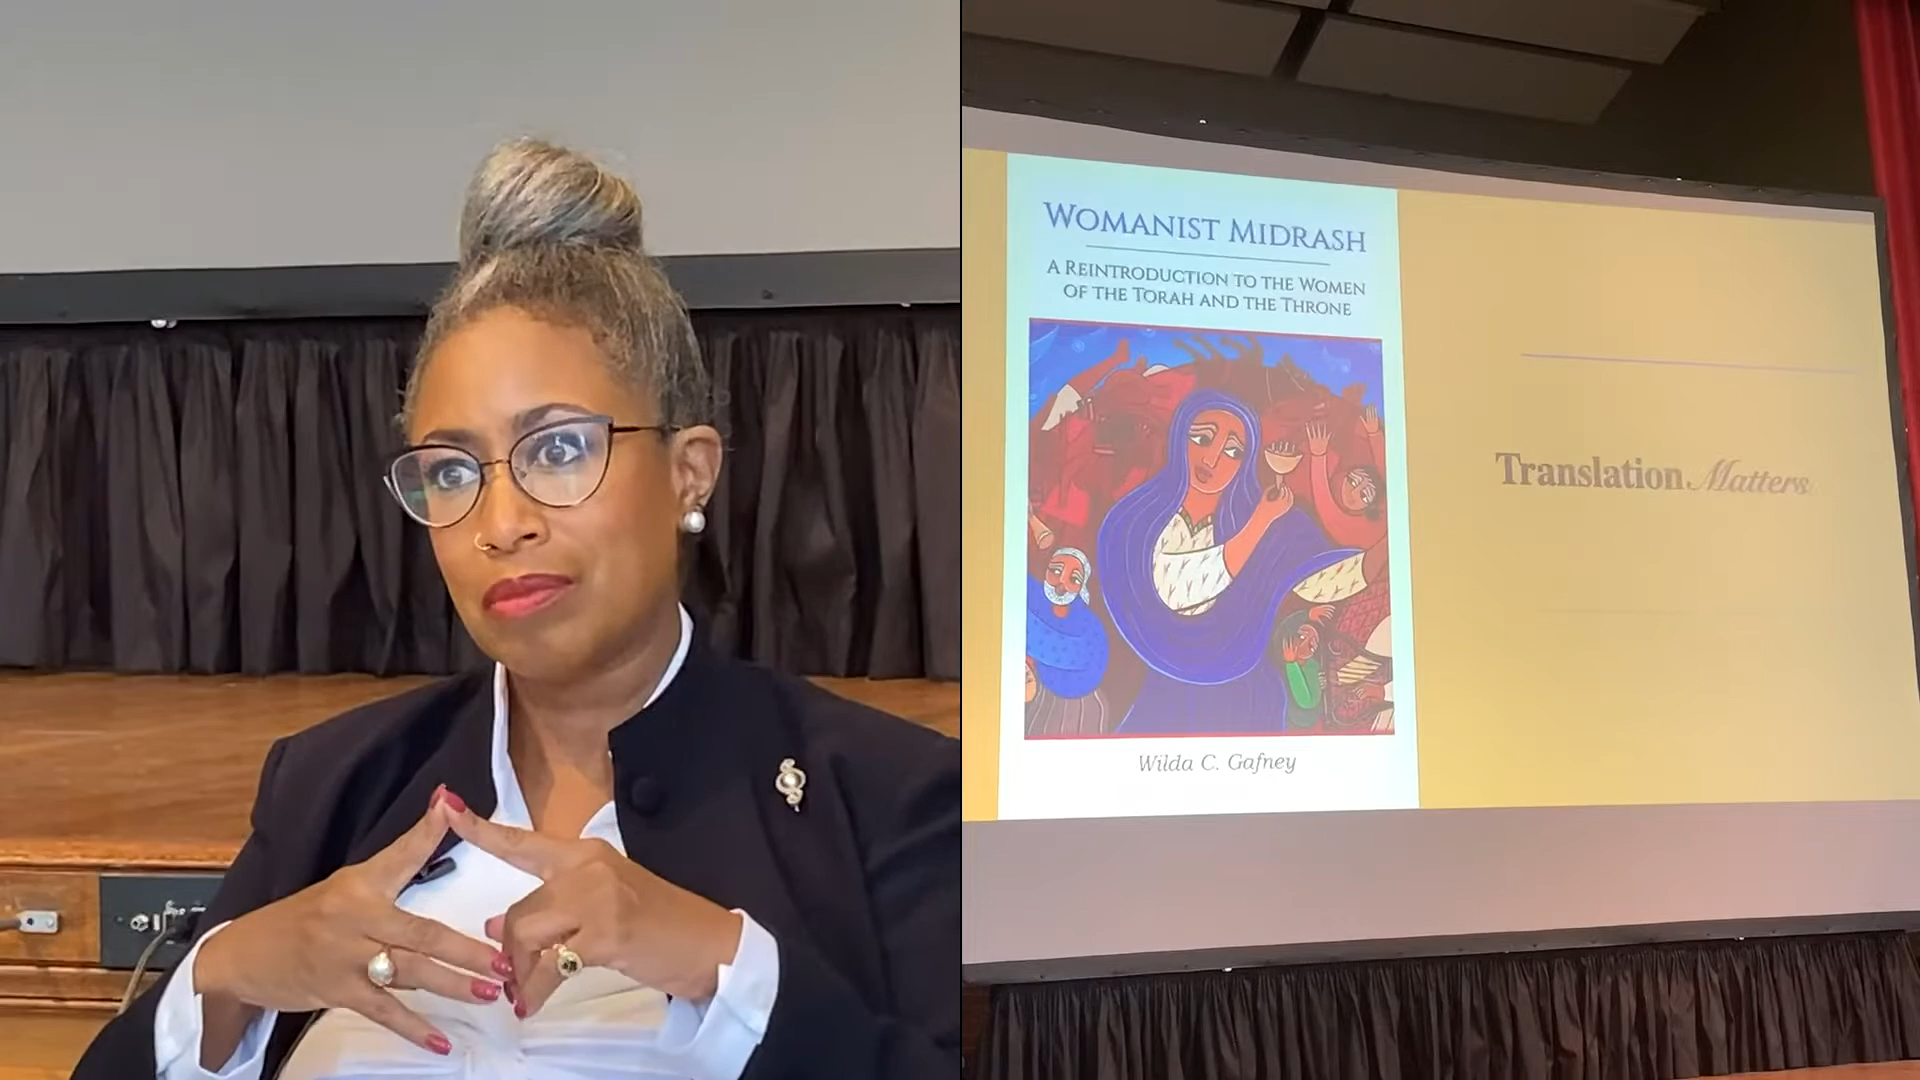 WOMANIST MIDRASH
A REINTRODUCTION TO THE WOMEN
OF THE TORAH AND THE THRONE
Wilda C. Gafney
Translation Matters